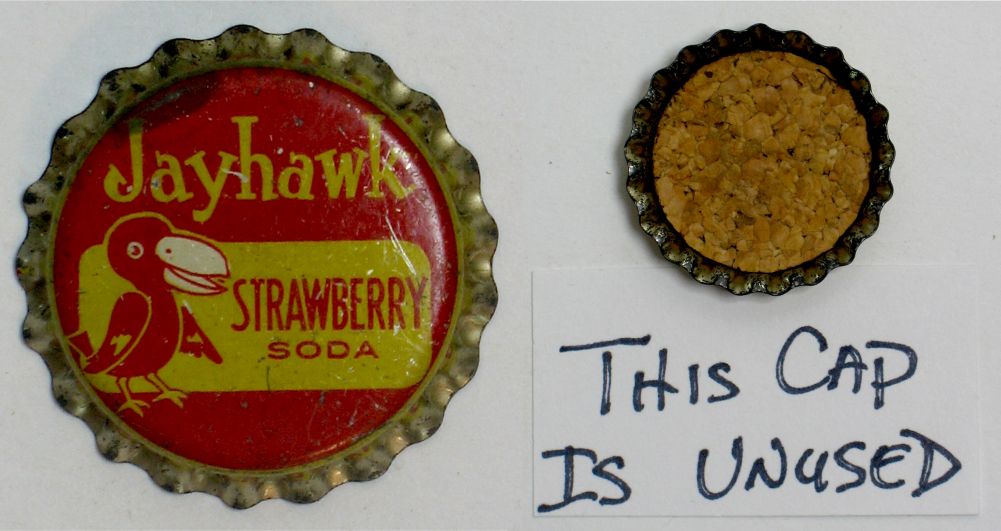 Jayhawk
STRAWBERRY
SODA
THIS CAP
IS UNUSED